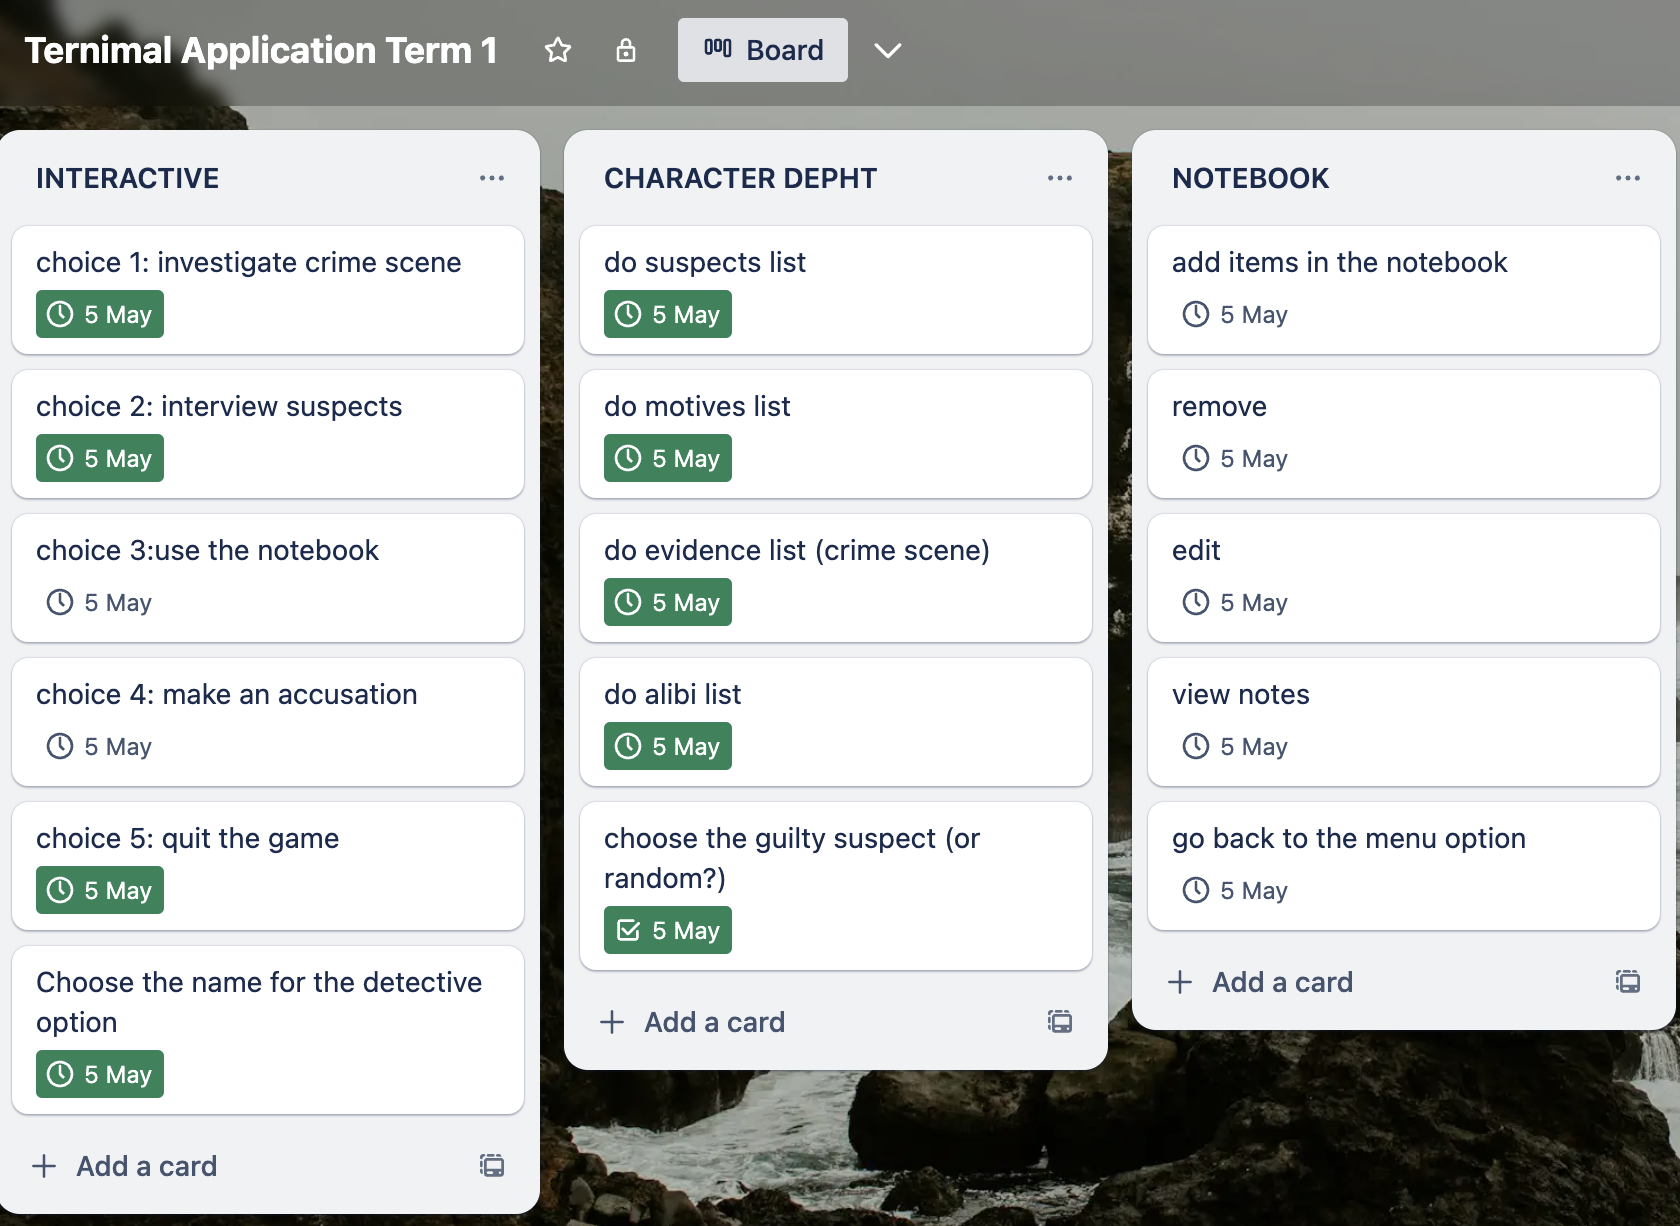 Ternimal Application Term 1
Board
INTERACTIVE
choice 1: investigate crime scene
5 May
choice 2: interview suspects
5 May
choice 3:use the notebook
5 May
choice 4: make an accusation
5 May
choice 5: quit the game
5 May
Choose the name for the detective
option
5 May
Add a card
CHARACTER DEPHT
do suspects list
5 May
do motives list
5 May
do evidence list (crime scene)
5 May
do alibi list
5 May
choose the guilty suspect (or
random?)
5 May
Add a card
NOTEBOOK
add items in the notebook
5 May
remove
5 May
edit
5 May
view notes
5 May
go back to the menu option
5 May
Add a card